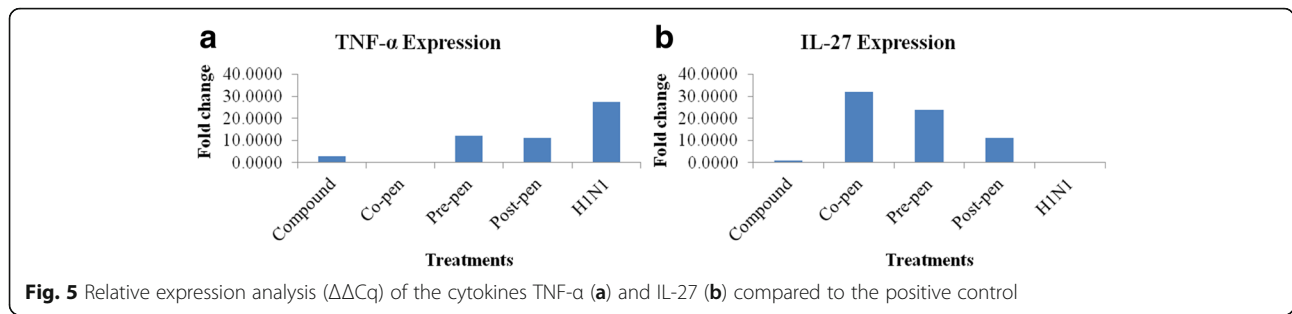 a
TNF-α Expression
Fold change
40.0000
30.0000
20.0000
10.0000
0.0000
Compound
Co-pen
Pre-pen
Post-pen
H1N1
Treatments
b
IL-27 Expression
Fold change
40.0000
30.0000
20.0000
10.0000
0.0000
Compound
Co-pen
Pre-pen
Post-pen
H1N1
Treatments
Fig. 5 Relative expression analysis (ΔΔCq) of the cytokines TNF-α (a) and IL-27 (b) compared to the positive control